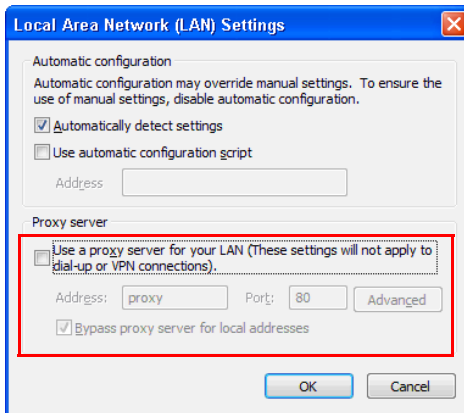 Local Area Network (LAN) Settings
Automatic configuration
Automatic configuration may override manual settings. To ensure the
use of manual settings, disable automatic configuration.
Automatically detect settings
Use automatic configuration script
Address
Proxy server
Use a proxy server for your LAN (These settings will not apply to
dial-up or VPN connections).
Address: proxy Port: 80 Advanced
Bypass proxy server for local addresses
OK Cancel